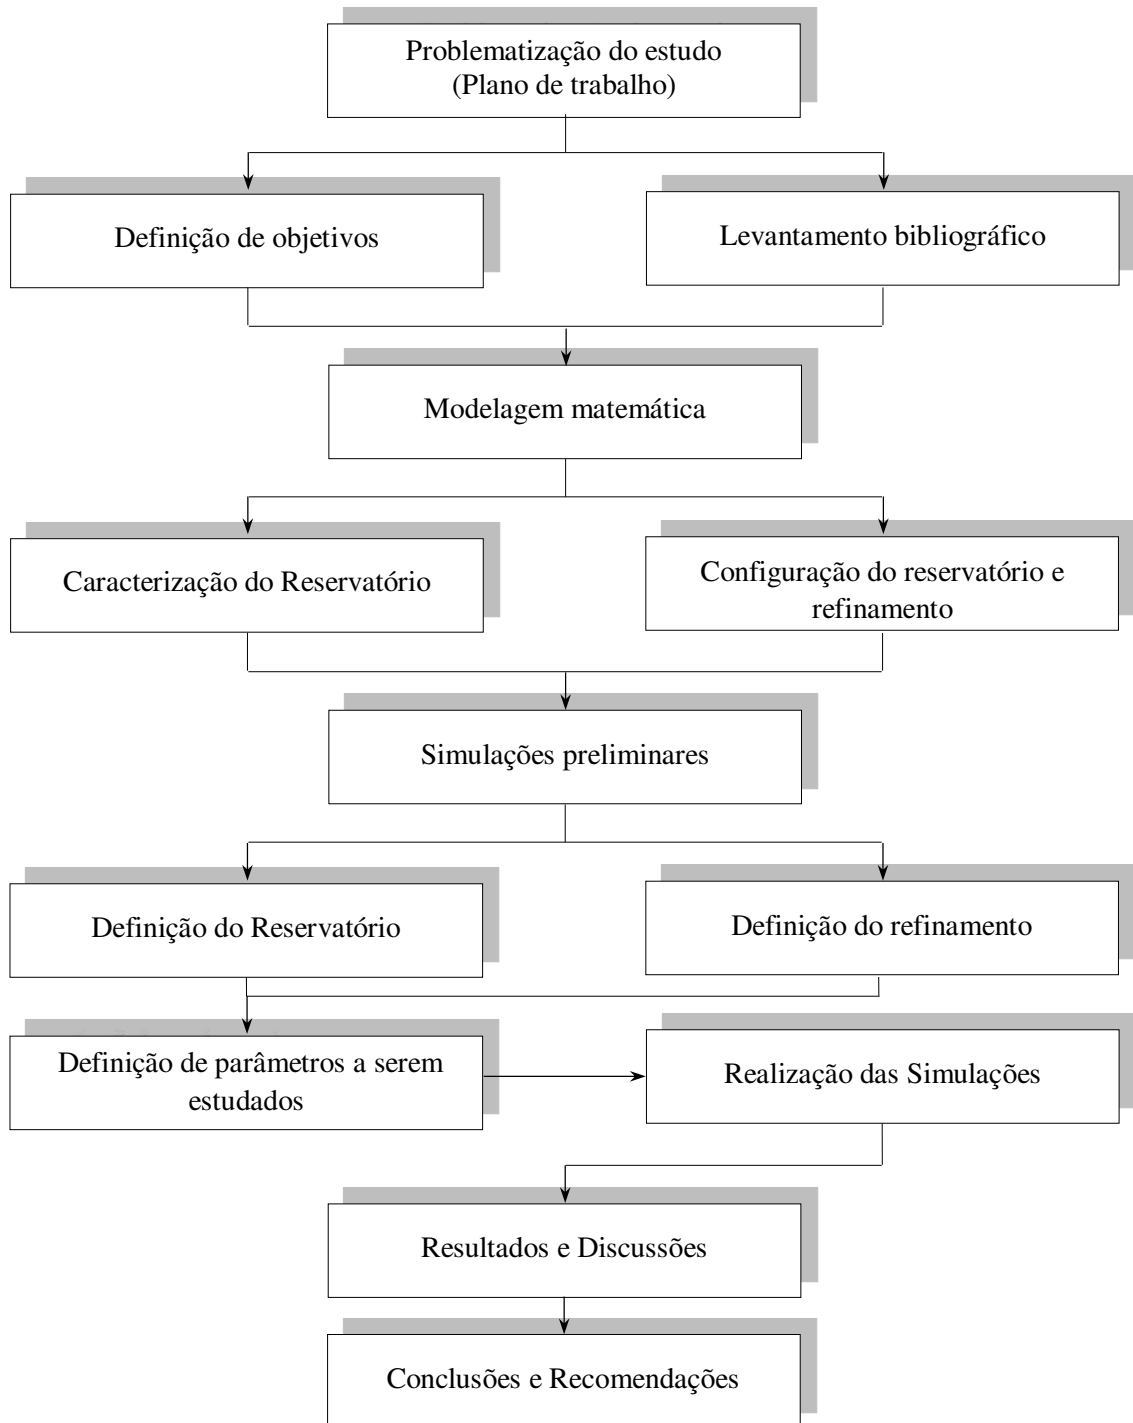 Problematização do estudo
(Plano de trabalho)
Definição de objetivos
Levantamento bibliográfico
Modelagem matemática
Caracterização do Reservatório
Configuração do reservatório e
refinamento
Simulações preliminares
Definição do Reservatório
Definição do refinamento
Definição de parâmetros a serem
estudados
Realização das Simulações
Resultados e Discussões
Conclusões e Recomendações